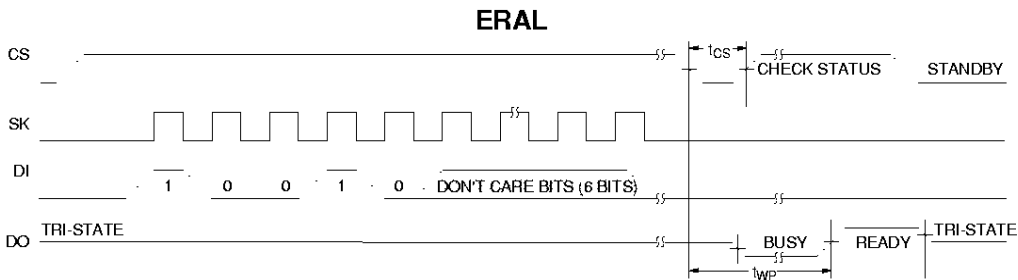 ERAL
CS
tCS
CHECK STATUS
STANDBY
SK
DI
1 0 0 1 0 DON'T CARE BITS (6 BITS)
DO
TRI-STATE
BUSY
READY
TRI-STATE
tWP